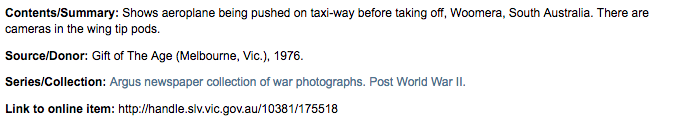 Contents/Summary: Shows aeroplane being pushed on taxi-way before taking off, Woomera, South Australia. There are
cameras in the wing tip pods.
Source/Donor: Gift of The Age (Melbourne, Vic.), 1976.
Series/Collection: Argus newspaper collection of war photographs. Post World War II.
Link to online item: http://handle.slv.vic.gov.au/10381/175518